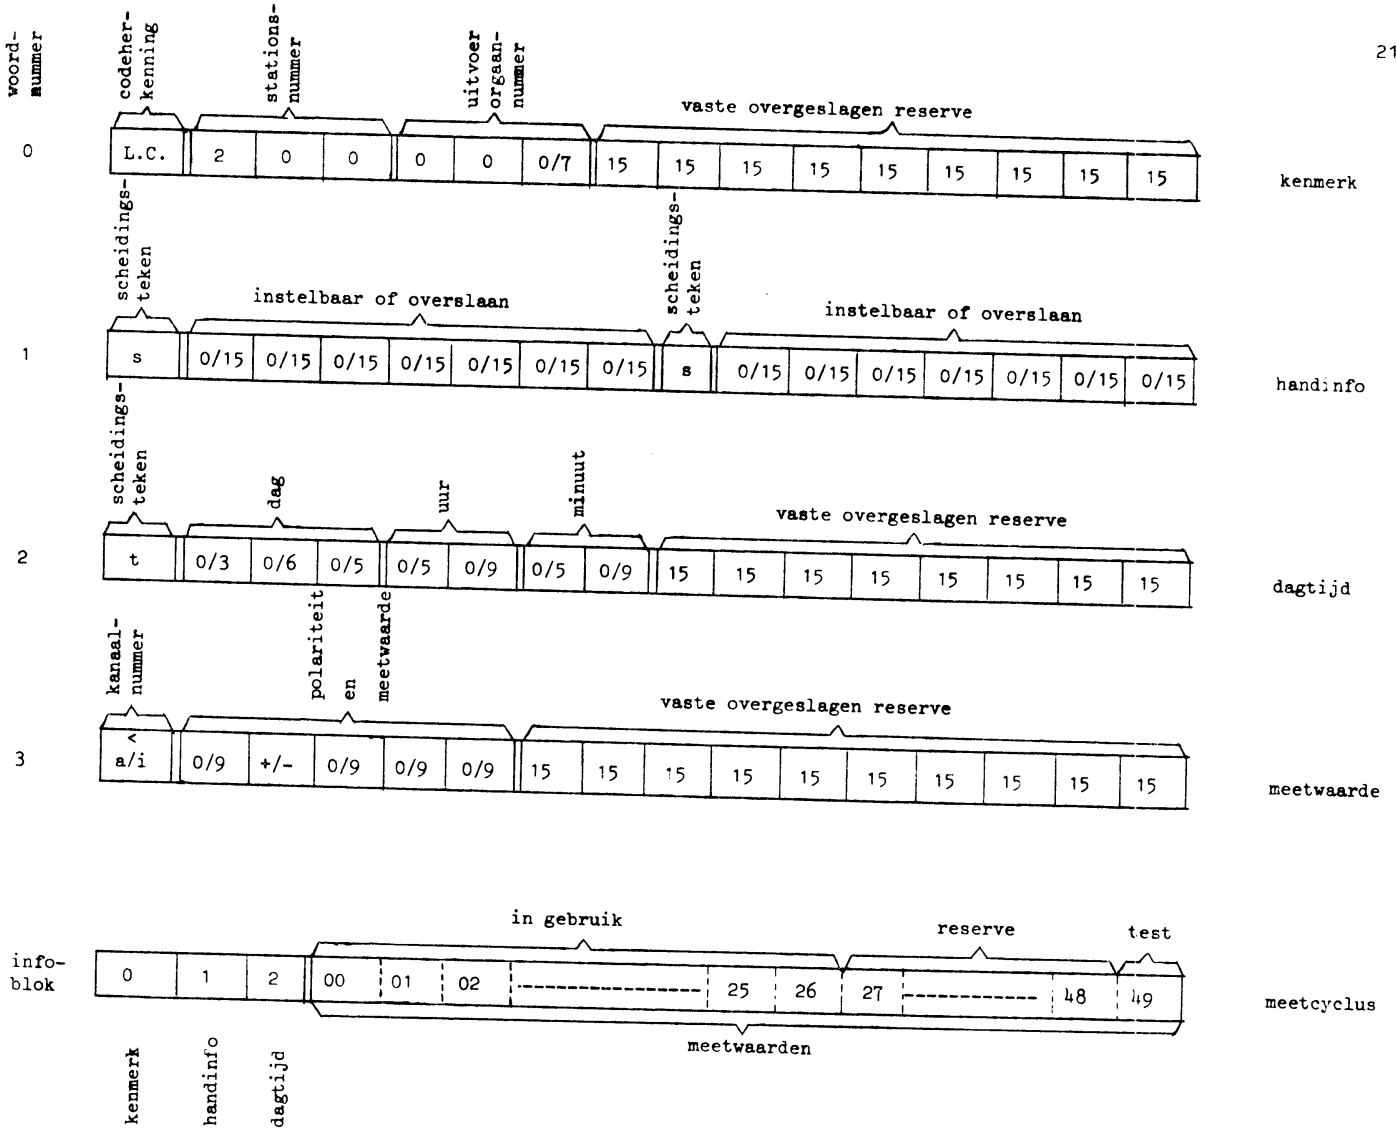 21
woord-
nummer
codeher-
kenning
stations-
nummer
uitvoer
orgaan-
nummer
vaste overgeslagen reserve
0
L.C. 2 0 0 0 0 0/7 15 15 15 15 15 15 15 15 15
kenmerk
scheidings-
teken
instelbaar of overslaan
scheidings-
teken
instelbaar of overslaan
1
s 0/15 0/15 0/15 0/15 0/15 0/15 0/15 s 0/15 0/15 0/15 0/15 0/15 0/15 0/15
handinfo
scheidings-
teken
dag
uur
minuut
vaste overgeslagen reserve
2
t 0/3 0/6 0/5 0/5 0/9 0/5 0/9 15 15 15 15 15 15 15 15
dagtijd
kanaal-
nummer
polariteit
en
meetwaarde
vaste overgeslagen reserve
3
a/i 0/9 +/- 0/9 0/9 0/9 15 15 15 15 15 15 15 15 15 15
meetwaarde
in gebruik
reserve
test
info-
blok
0 1 2 00 01 02 25 26 27 48 49
meetcyclus
meetwaarden
kenmerk
handinfo
dagtijd